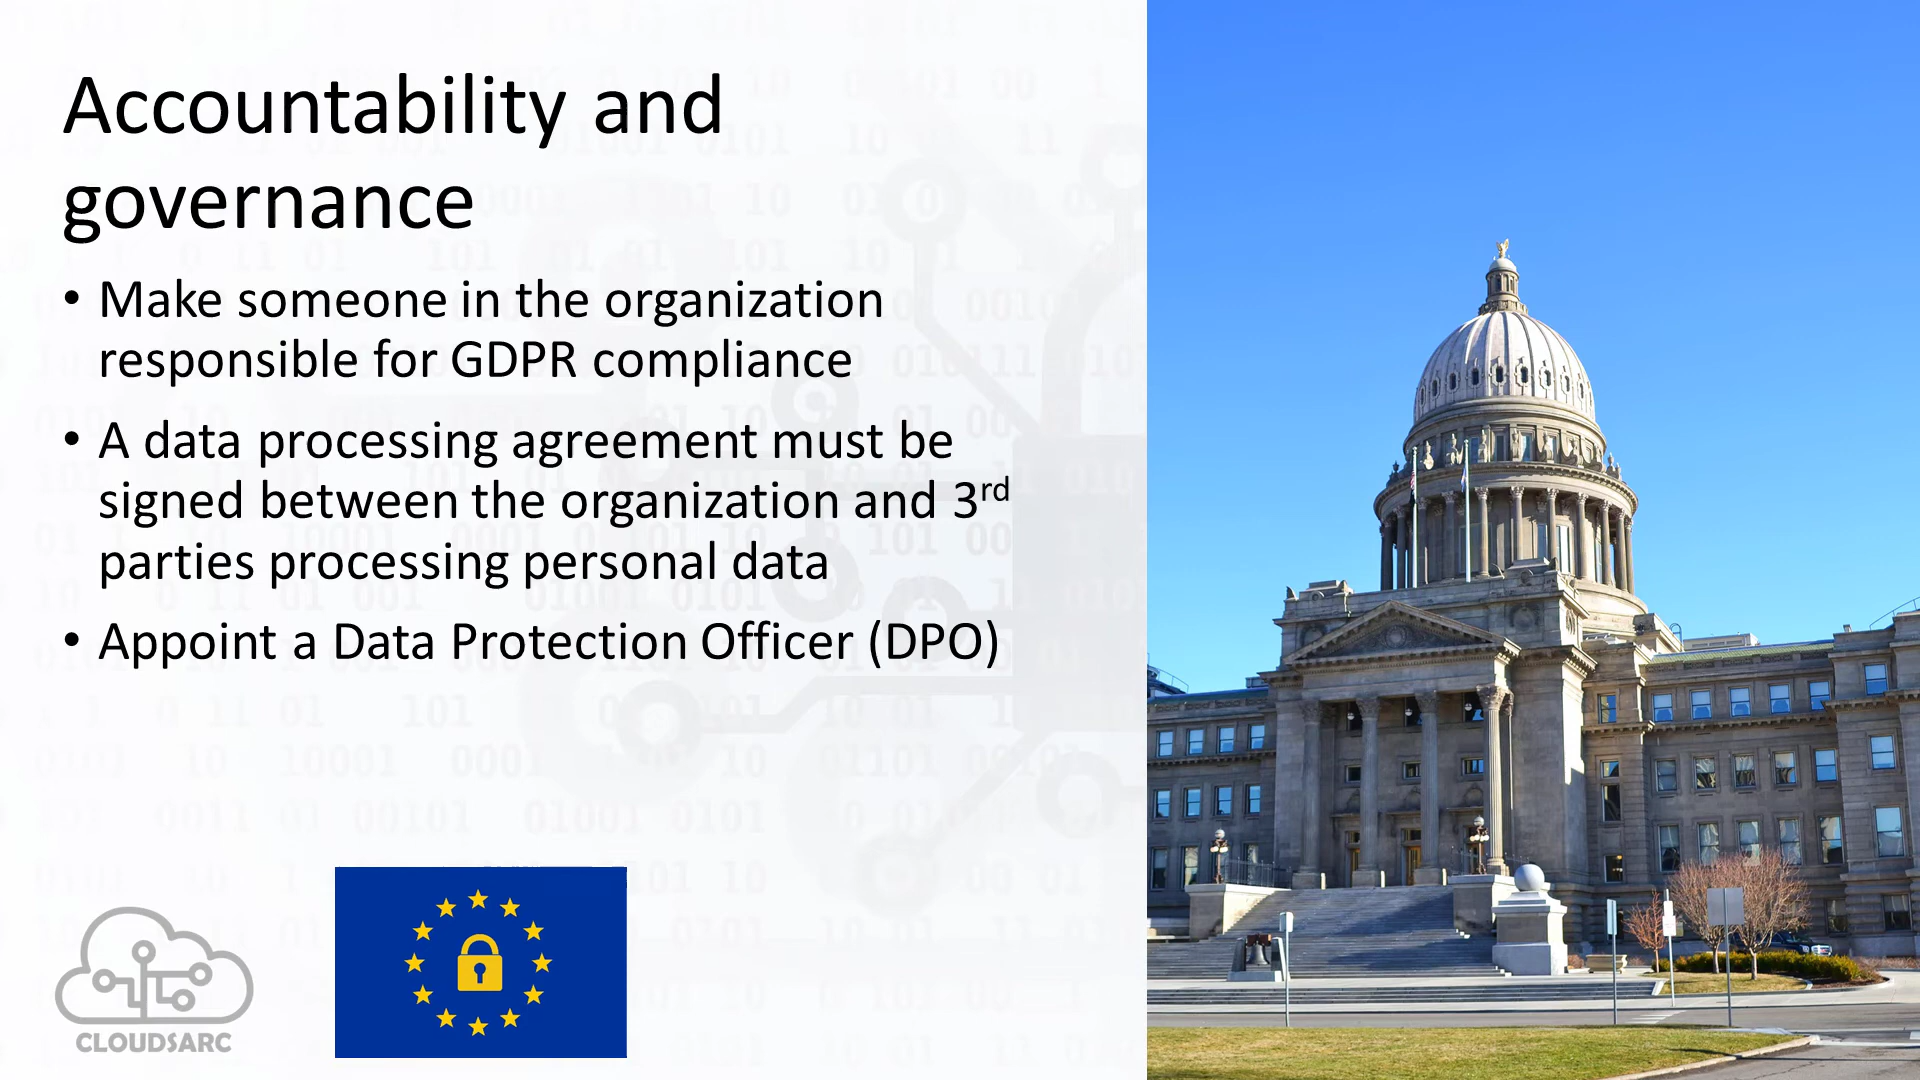 Accountability and
governance
• Make someone in the organization
responsible for GDPR compliance
• A data processing agreement must be
signed between the organization and 3rd
parties processing personal data
• Appoint a Data Protection Officer (DPO)
CLOUDSARC